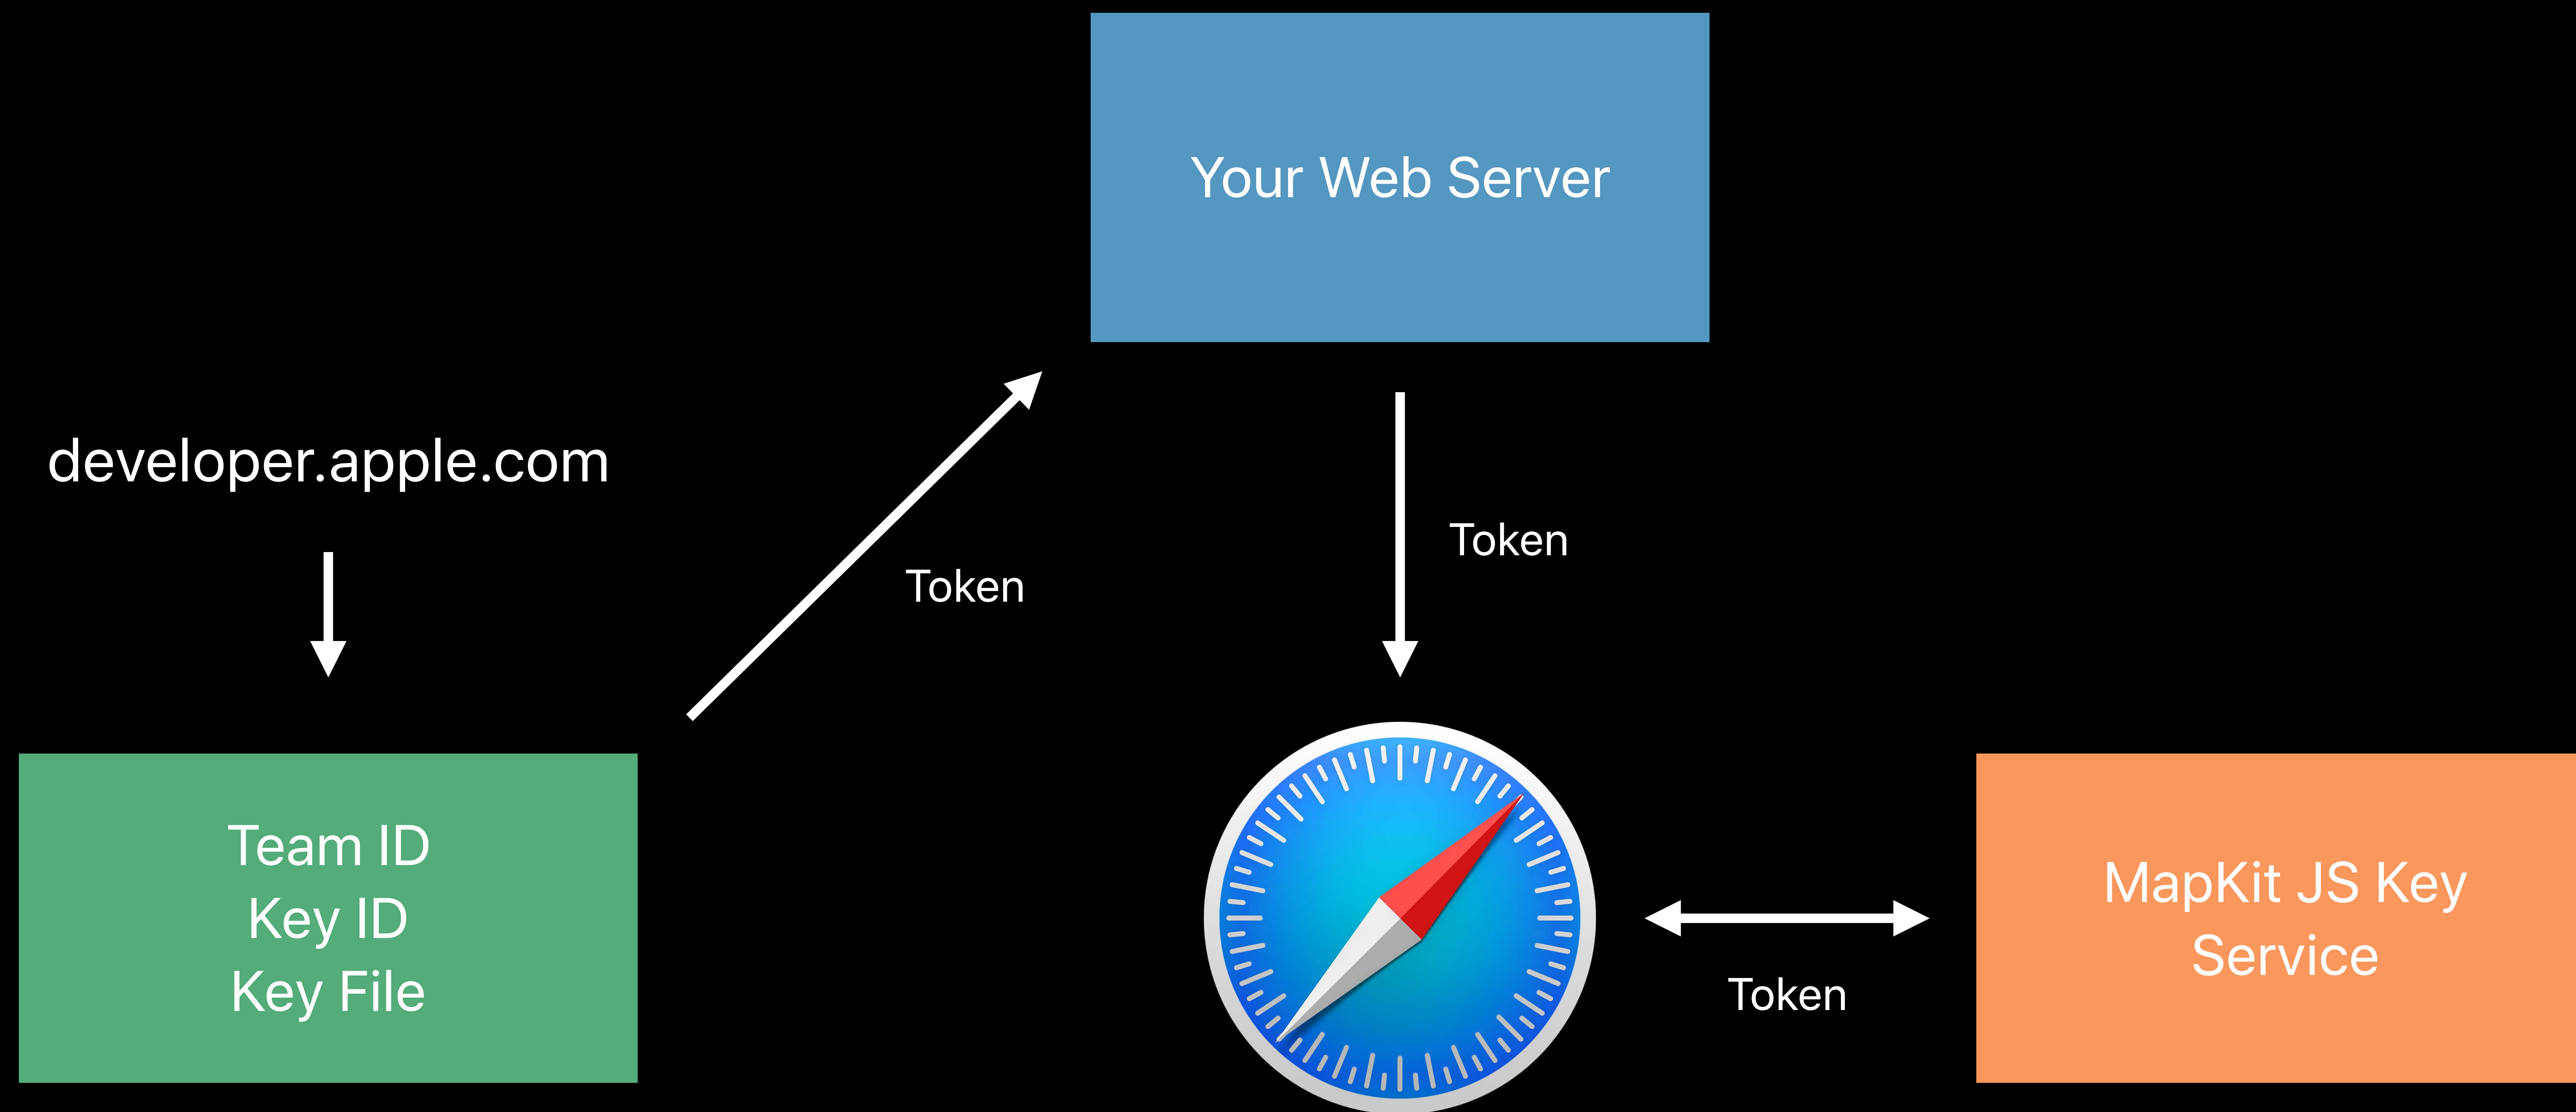 Your Web Server
developer.apple.com
Token
Token
Team ID
Key ID
Key File
MapKit JS Key
Service
Token